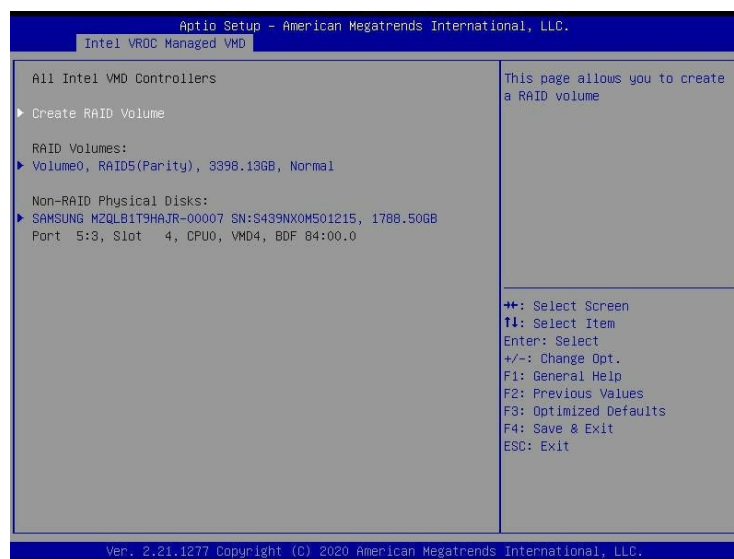 Aptio Setup – American Megatrends International, LLC.
Intel VROC Managed VMD
All Intel VMD Controllers
Create RAID Volume
RAID Volumes:
Volume0, RAID5(Parity), 3398.13GB, Normal
Non-RAID Physical Disks:
SAMSUNG MZQLB1T9HAJR-00007 SN:S439NX0M501215, 1788.50GB
Port 5:3, Slot 4, CPU0, VMD4, BDF 84:00.0
This page allows you to create
a RAID volume
→←: Select Screen
↑↓: Select Item
Enter: Select
+/-: Change Opt.
F1: General Help
F2: Previous Values
F3: Optimized Defaults
F4: Save & Exit
ESC: Exit
Ver. 2.21.1277 Copyright (C) 2020 American Megatrends International, LLC.